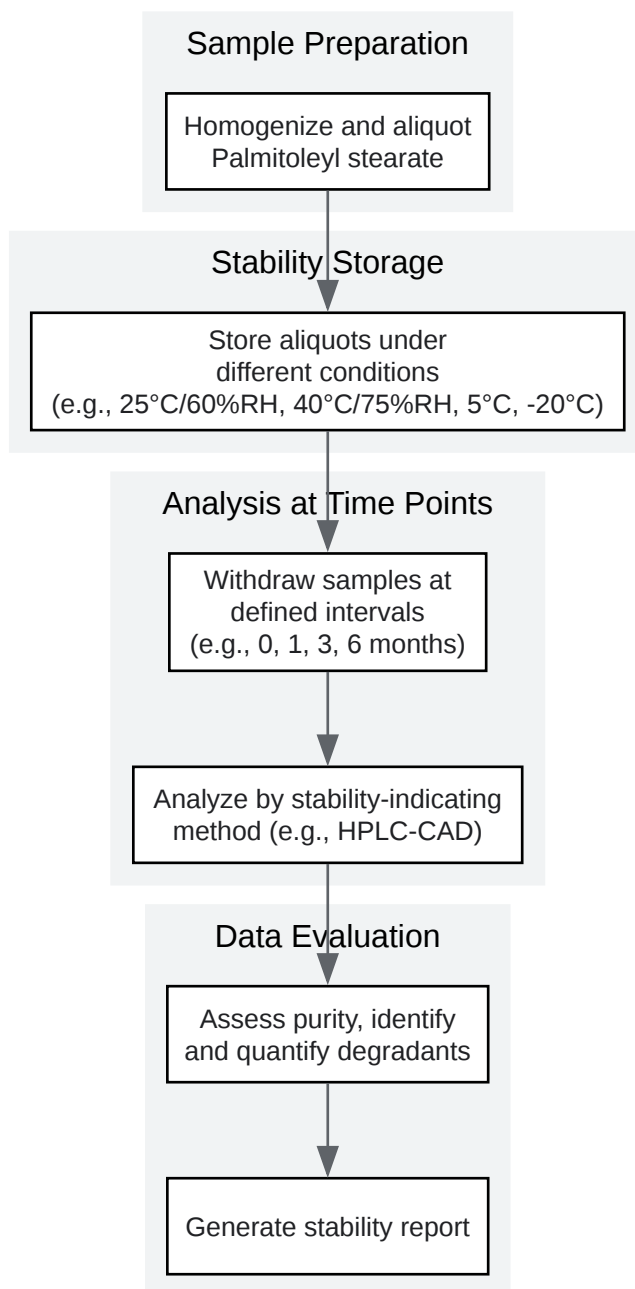 Sample Preparation
Homogenize and aliquot
Palmitoleyl stearate
Stability Storage
Store aliquots under
different conditions
(e.g., 25°C/60%RH, 40°C/75%RH, 5°C, -20°C)
Analysis at Time Points
Withdraw samples at
defined intervals
(e.g., 0, 1, 3, 6 months)
Analyze by stability-indicating
method (e.g., HPLC-CAD)
Data Evaluation
Assess purity, identify
and quantify degradants
Generate stability report